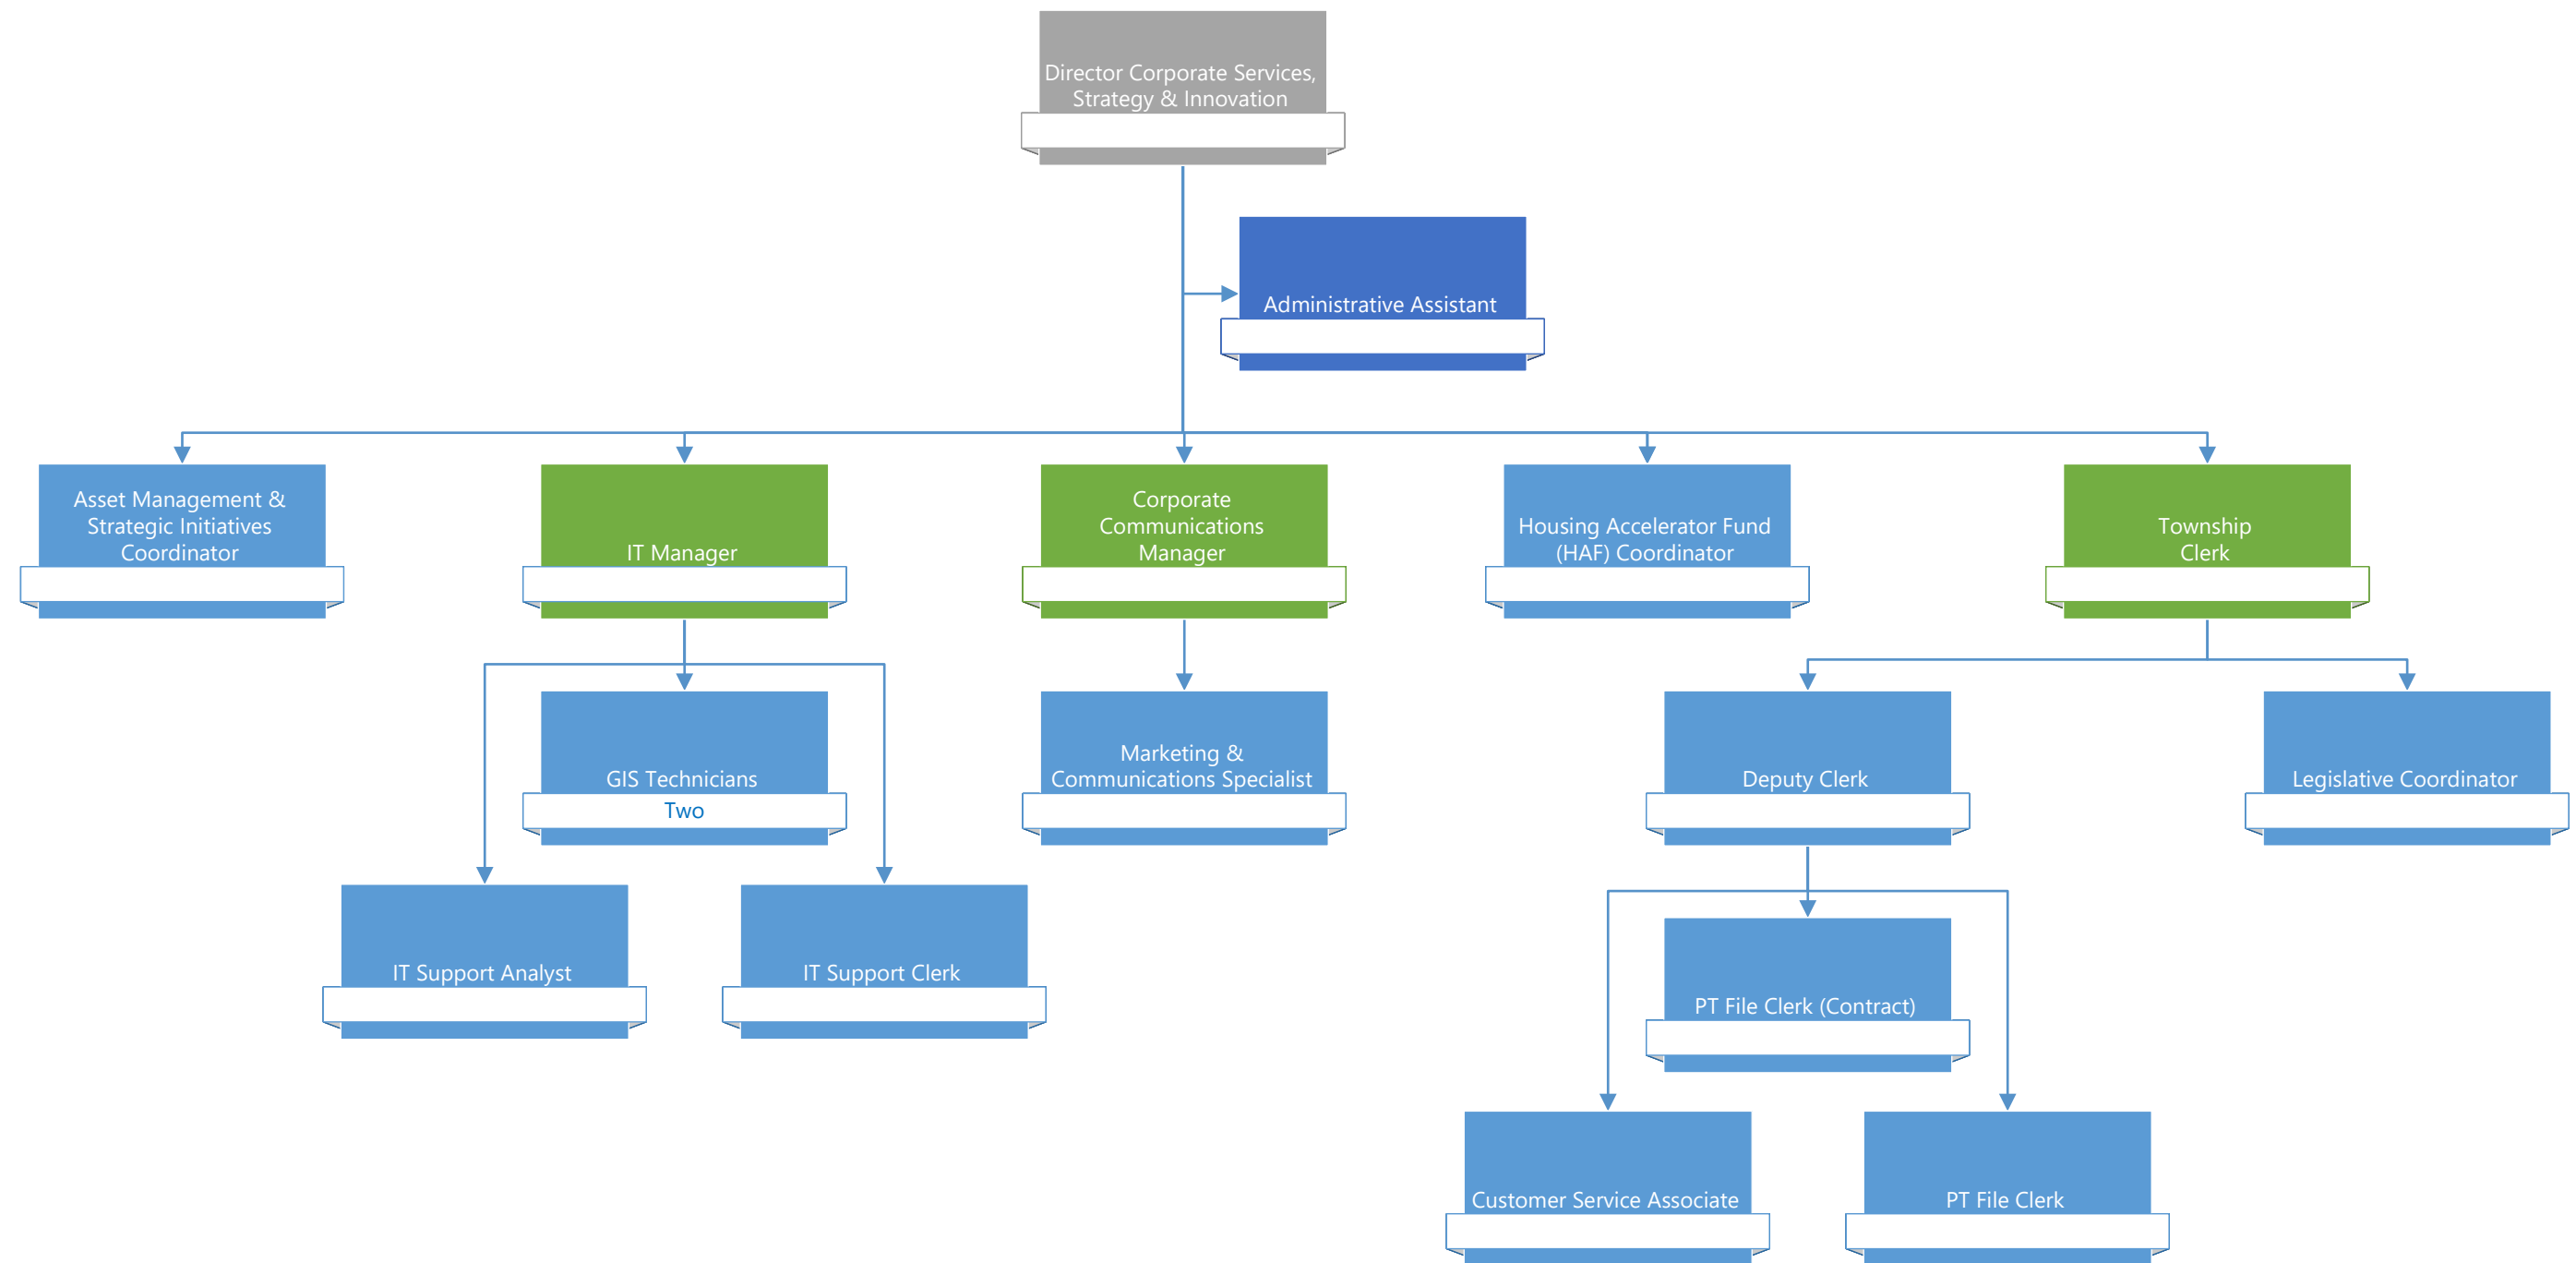 Director Corporate Services,
Strategy & Innovation
Administrative Assistant
Asset Management &
Strategic Initiatives
Coordinator
IT Manager
Corporate
Communications
Manager
Housing Accelerator Fund
(HAF) Coordinator
Township
Clerk
GIS Technicians
Two
Marketing &
Communications Specialist
Deputy Clerk
Legislative Coordinator
IT Support Analyst
IT Support Clerk
PT File Clerk (Contract)
Customer Service Associate
PT File Clerk